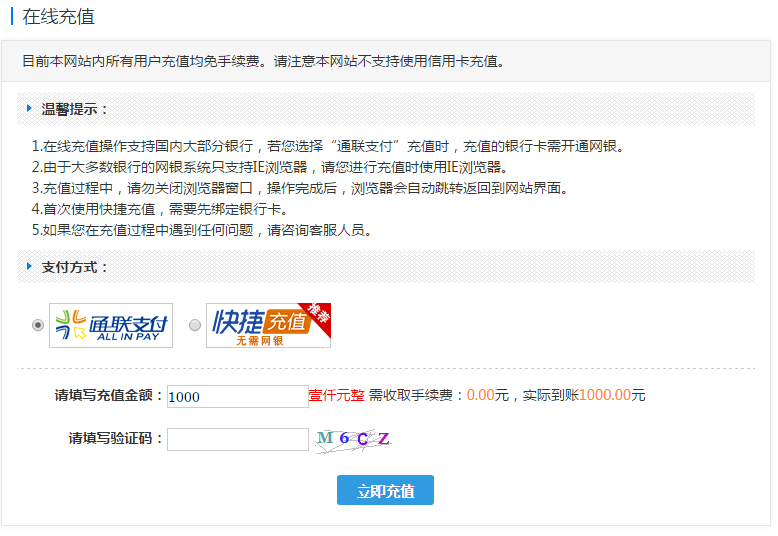 在线充值
目前本网站内所有用户充值均免手续费。请注意本网站不支持使用信用卡充值。
温馨提示：
1.在线充值操作支持国内大部分银行，若您选择“通联支付”充值时，充值的银行卡需开通网银。
2.由于大多数银行的网银系统只支持IE浏览器，请您进行充值时使用IE浏览器。
3.充值过程中，请勿关闭浏览器窗口，操作完成后，浏览器会自动跳转返回到网站界面。
4.首次使用快捷充值，需要先绑定银行卡。
5.如果您在充值过程中遇到任何问题，请咨询客服人员。
支付方式：
通联支付
ALL IN PAY
快捷充值
推荐
无需网银
请填写充值金额：1000 壹仟元整 需收取手续费：0.00元，实际到账1000.00元
请填写验证码： M6CZ
立即充值